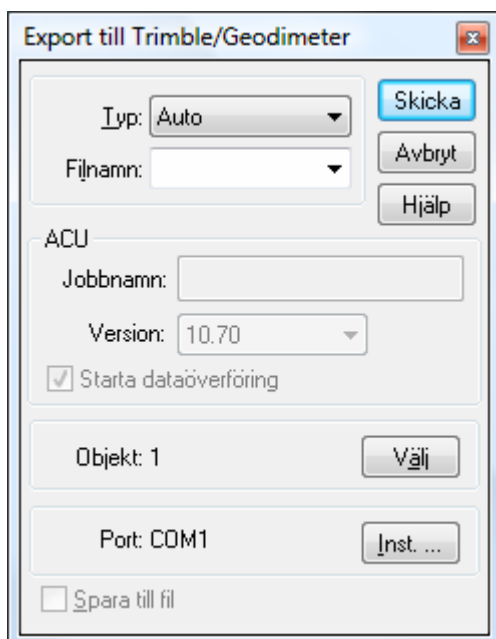 Export till Trimble/Geodimeter
Typ: Auto
Skicka
Filnamn:
Avbryt
Hjälp
ACU
Jobbnamn:
Version: 10.70
Starta dataöverföring
Objekt: 1
Välj
Port: COM1
Inst. ...
Spara till fil